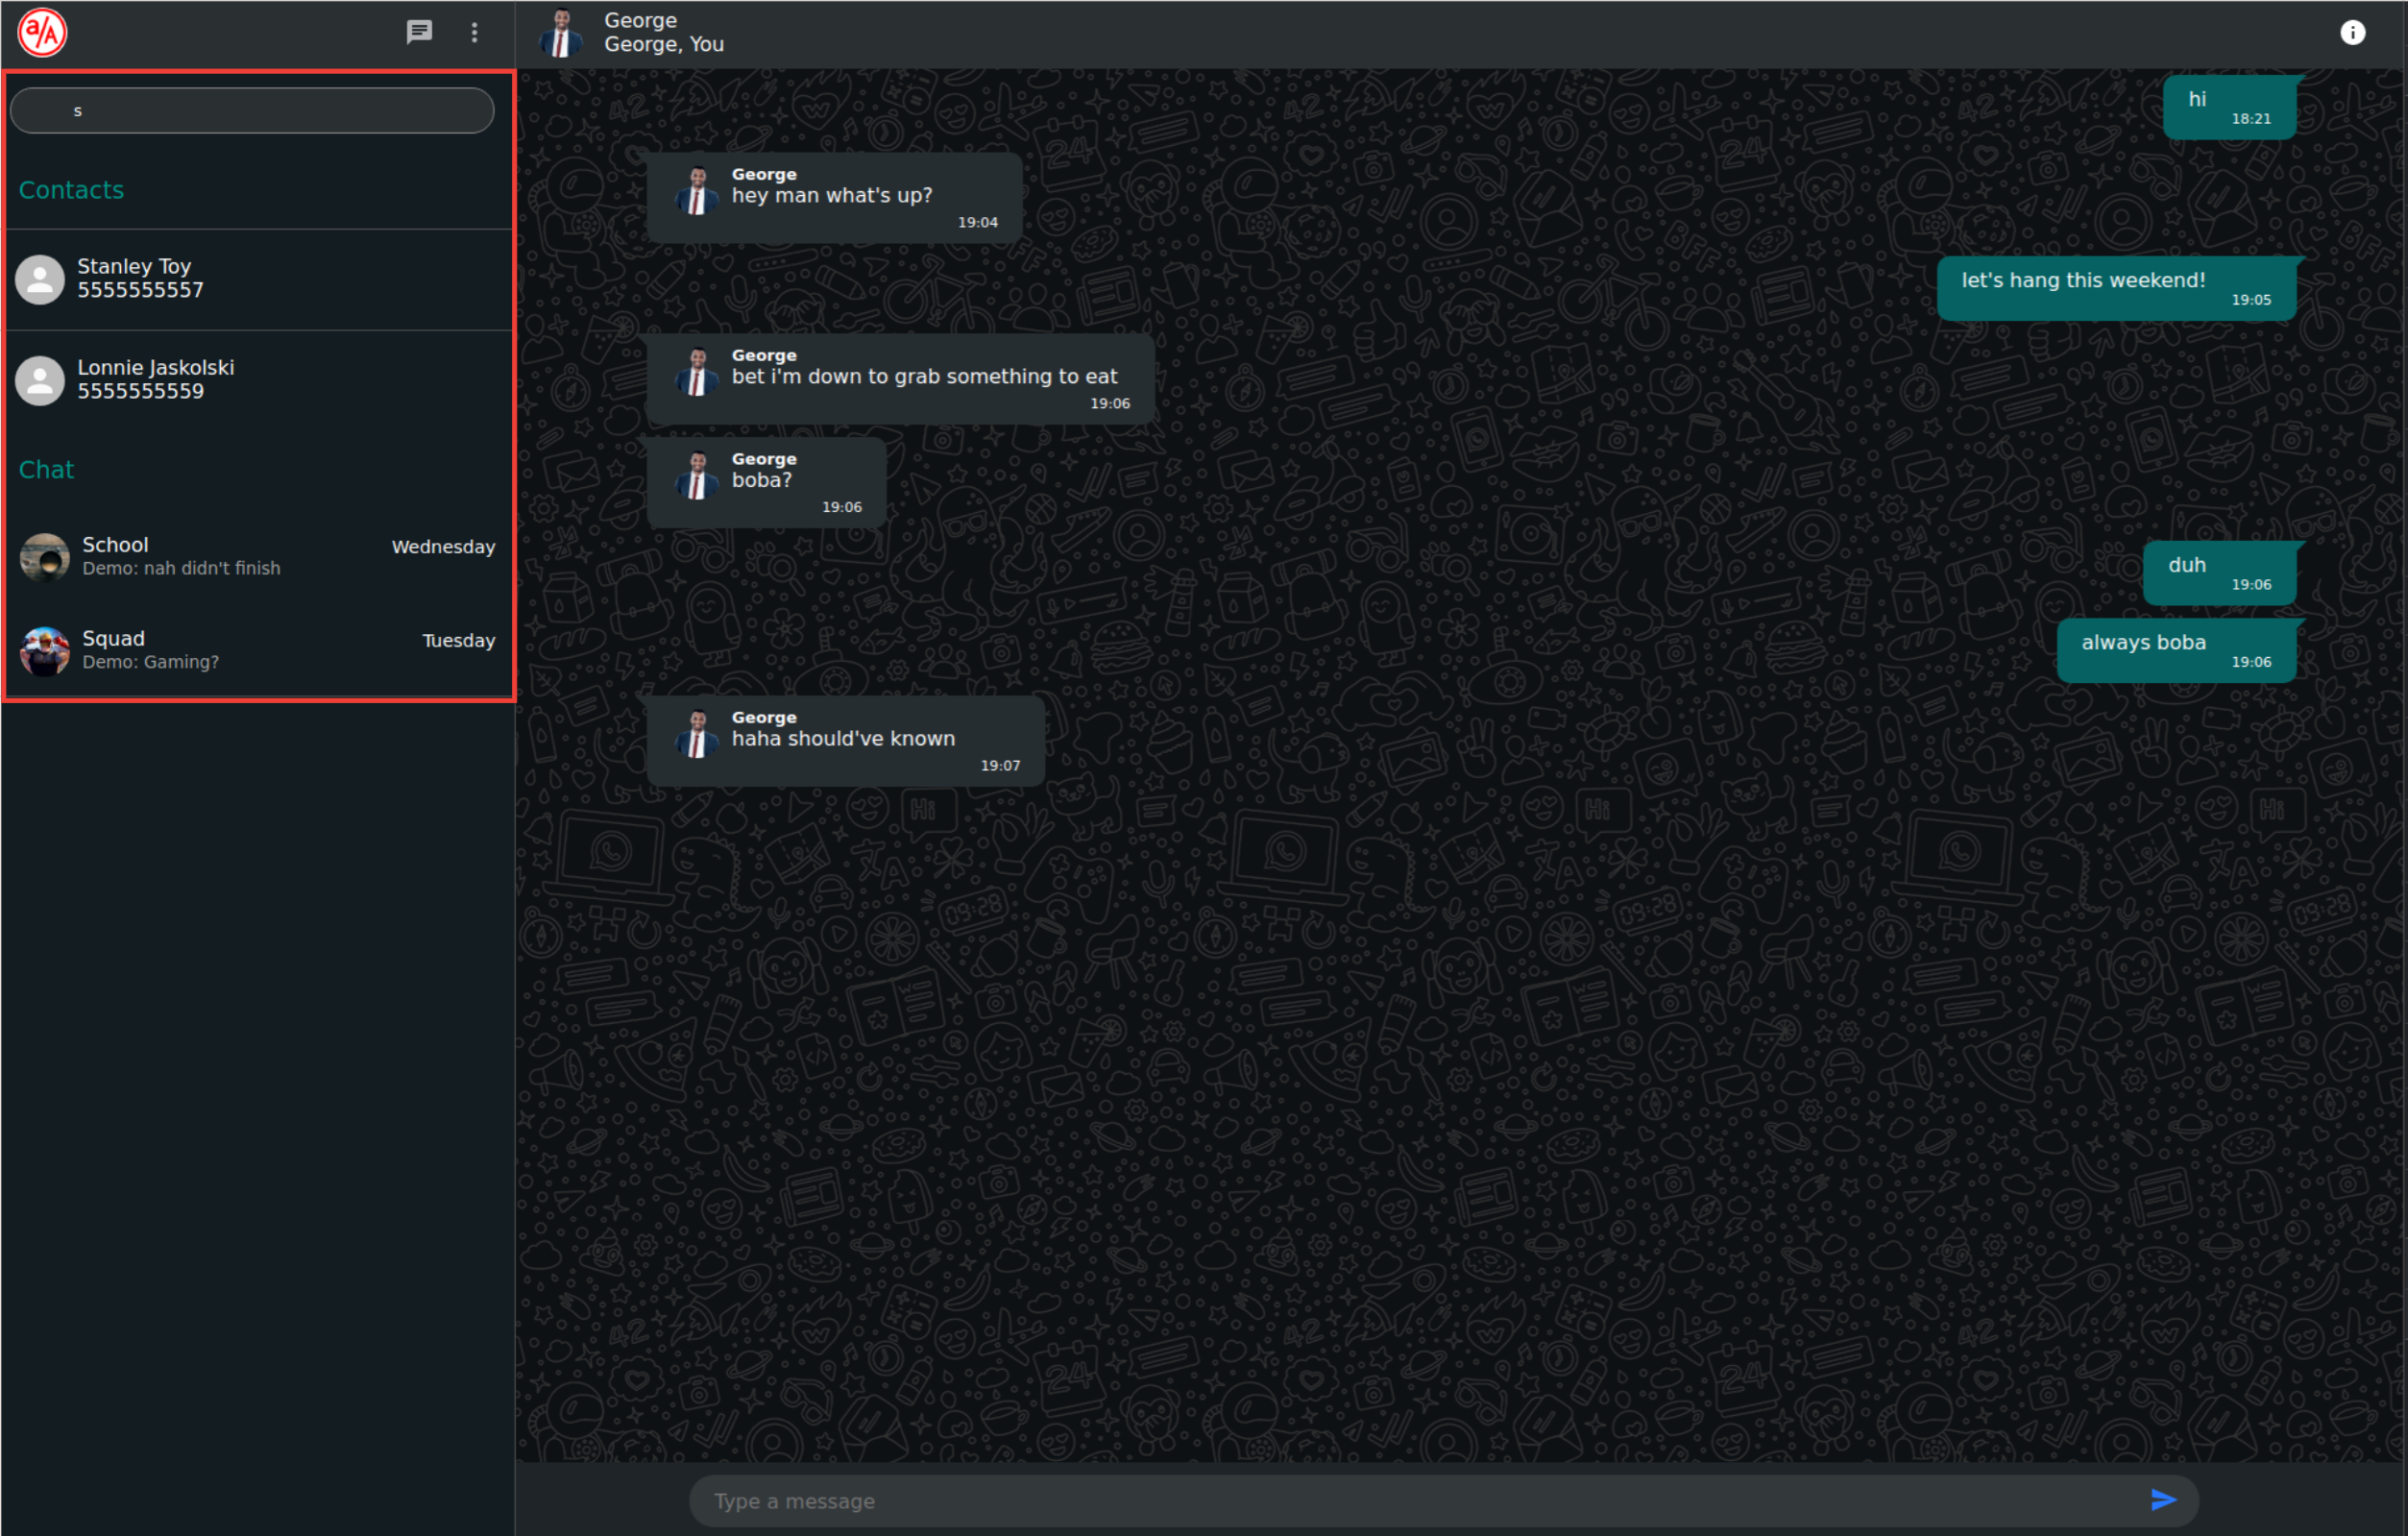 a/A
s
Contacts
Stanley Toy
5555555557
Lonnie Jaskolski
5555555559
Chat
School
Wednesday
Demo: nah didn't finish
Squad
Tuesday
Demo: Gaming?
George
George, You
hi
18:21
George
hey man what's up?
19:04
let's hang this weekend!
19:05
George
bet i'm down to grab something to eat
19:06
George
boba?
19:06
duh
19:06
always boba
19:06
George
haha should've known
19:07
Type a message